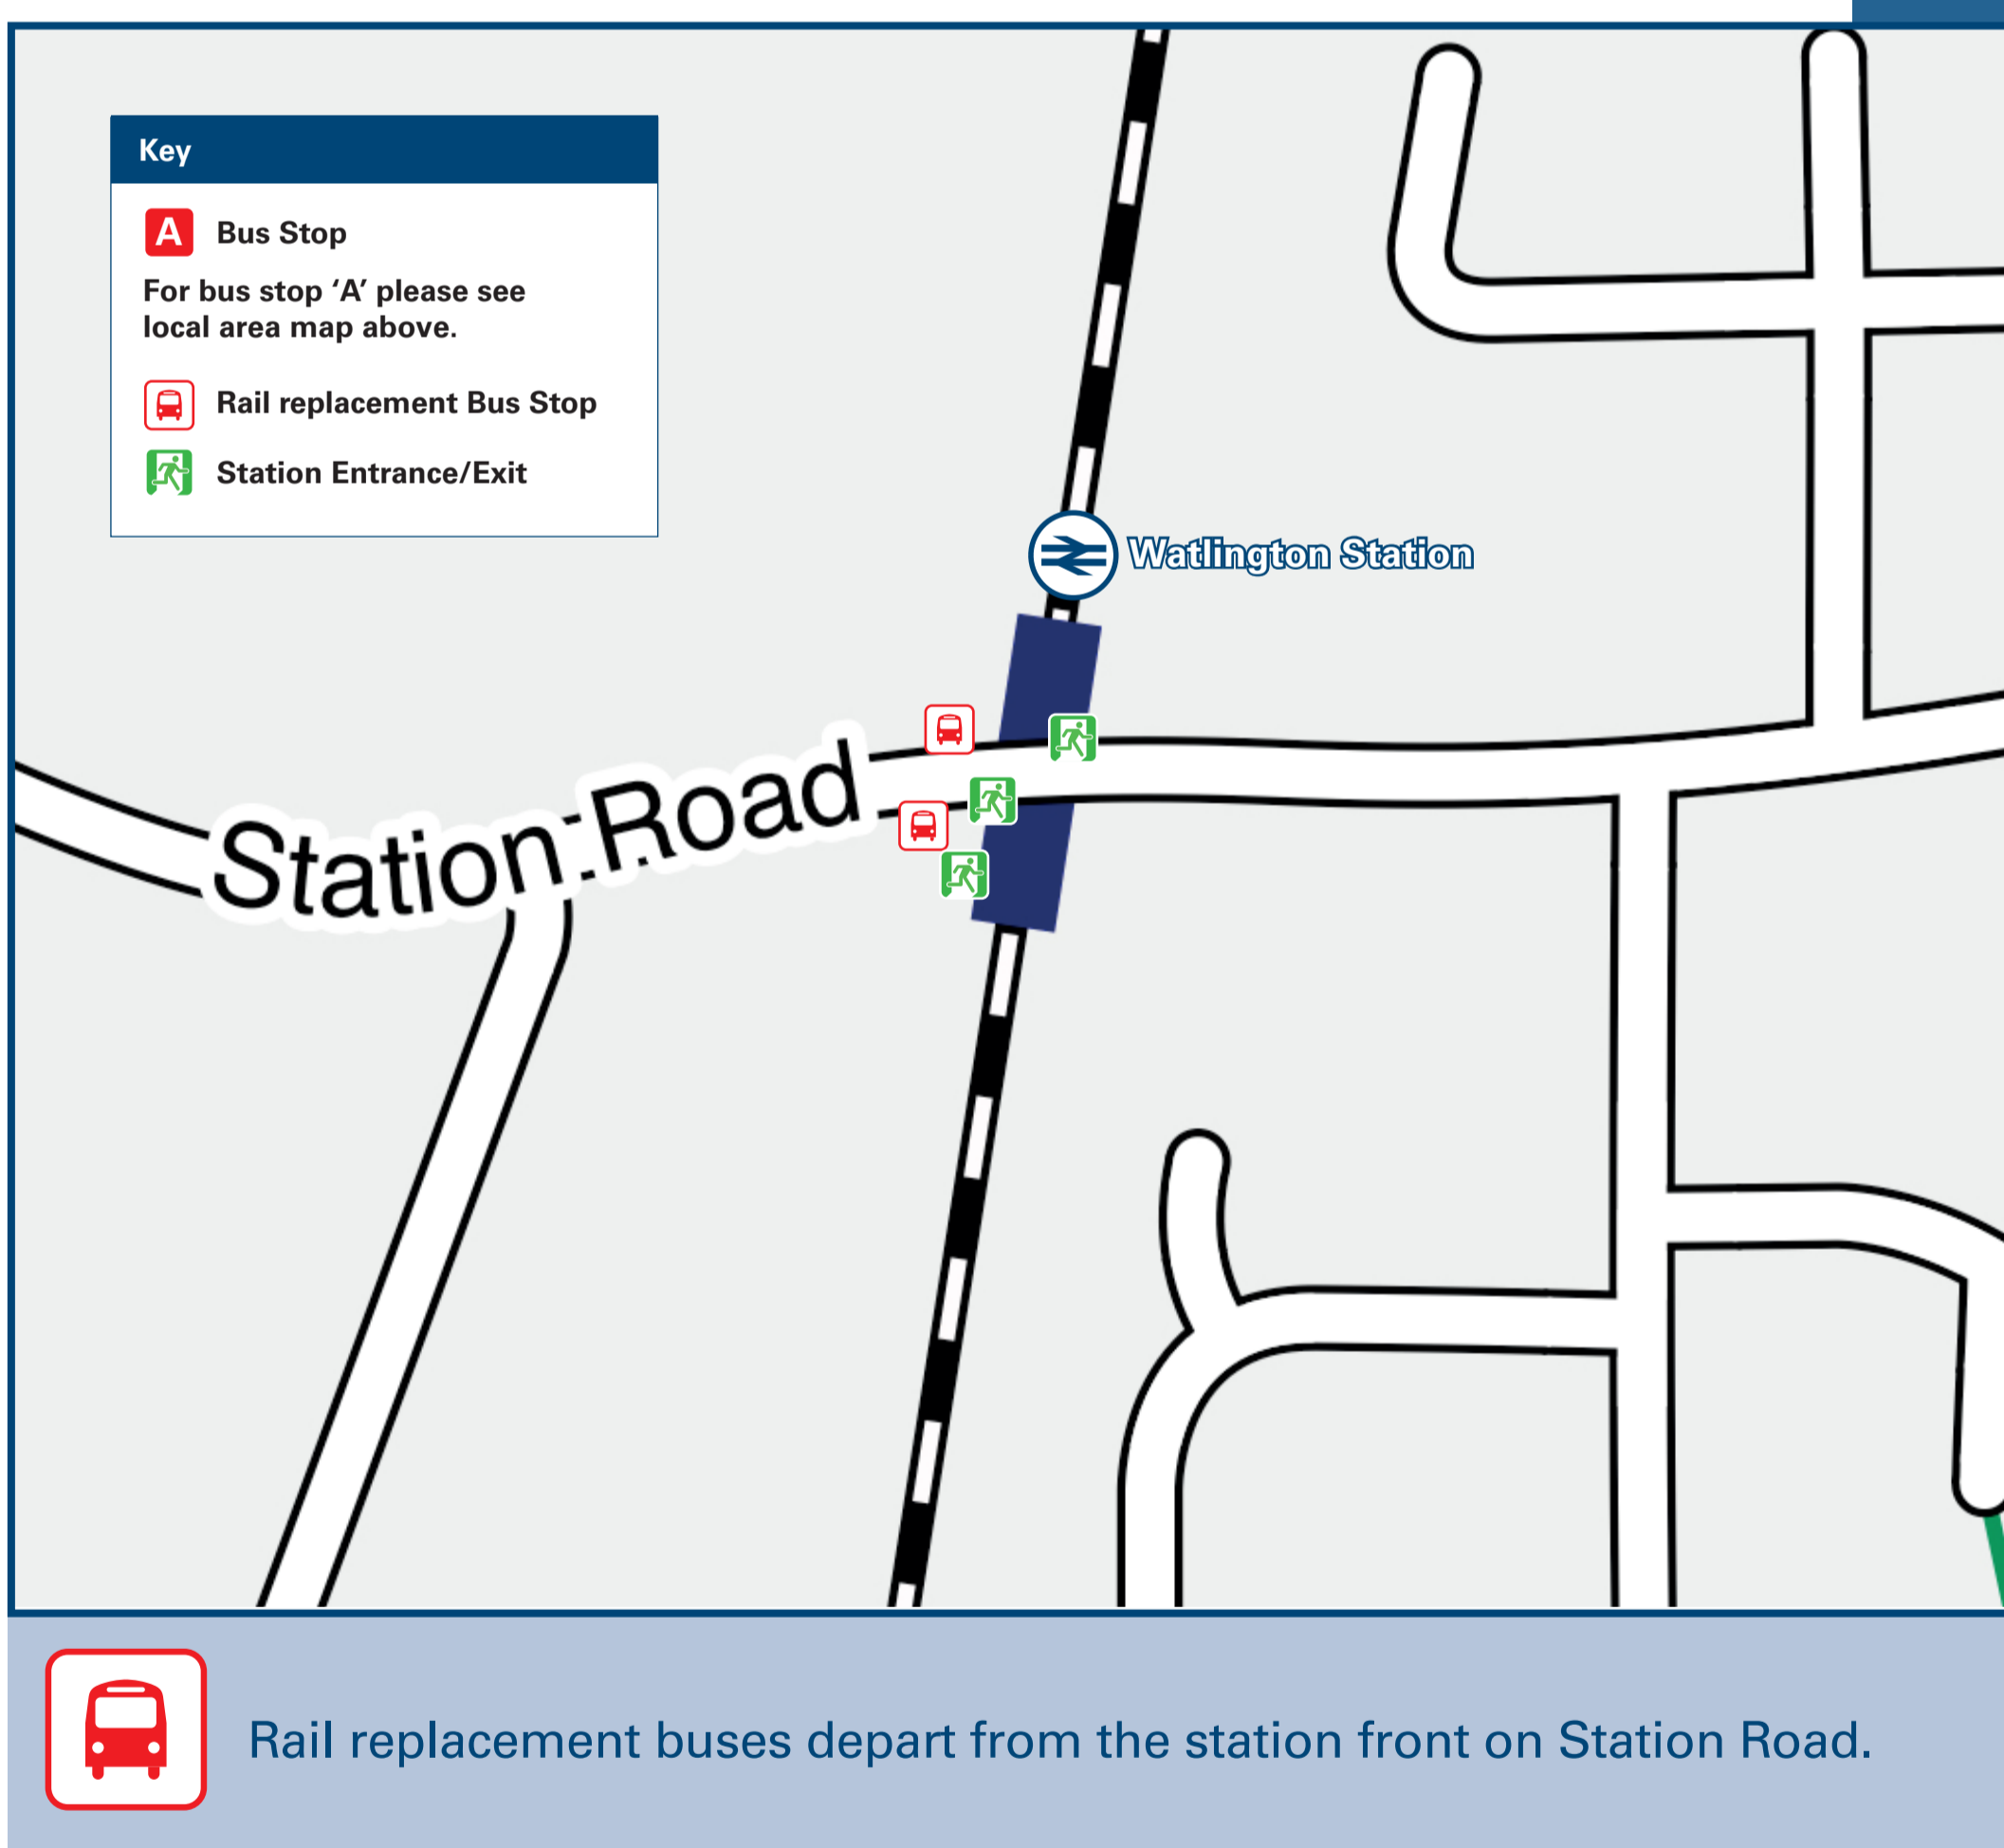 Key
A Bus Stop
For bus stop ‘A’ please see
local area map above.
Rail replacement Bus Stop
Station Entrance/Exit
Watlington Station
Station Road
Rail replacement buses depart from the station front on Station Road.